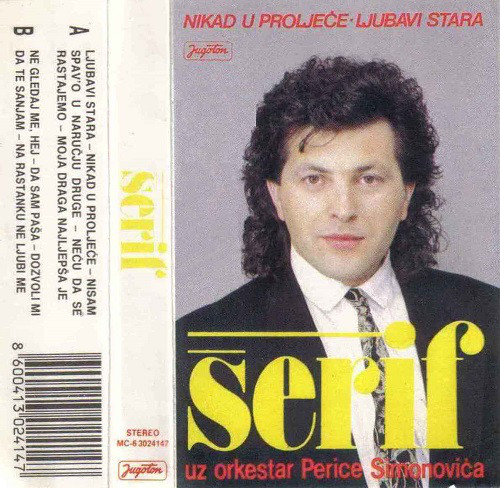 A
LJUBAVI STARA – NIKAD U PROLJEĆE – NISAM
SPAV'O U NARUČJU DRUGE – NEĆU DA SE
RASTAJEMO – MOJA DRAGA NAJLJEPŠA JE
B
NE GLEDAJ ME, HEJ – DA SAM PAŠA – DOZVOLI MI
DA TE SANJAM – NA RASTANKU NE LJUBI ME
8 600413 024147
šerif
STEREO
MC-6 3024147
Jugoton
NIKAD U PROLJEĆE · LJUBAVI STARA
Jugoton
šerif
uz orkestar Perice Simonovića